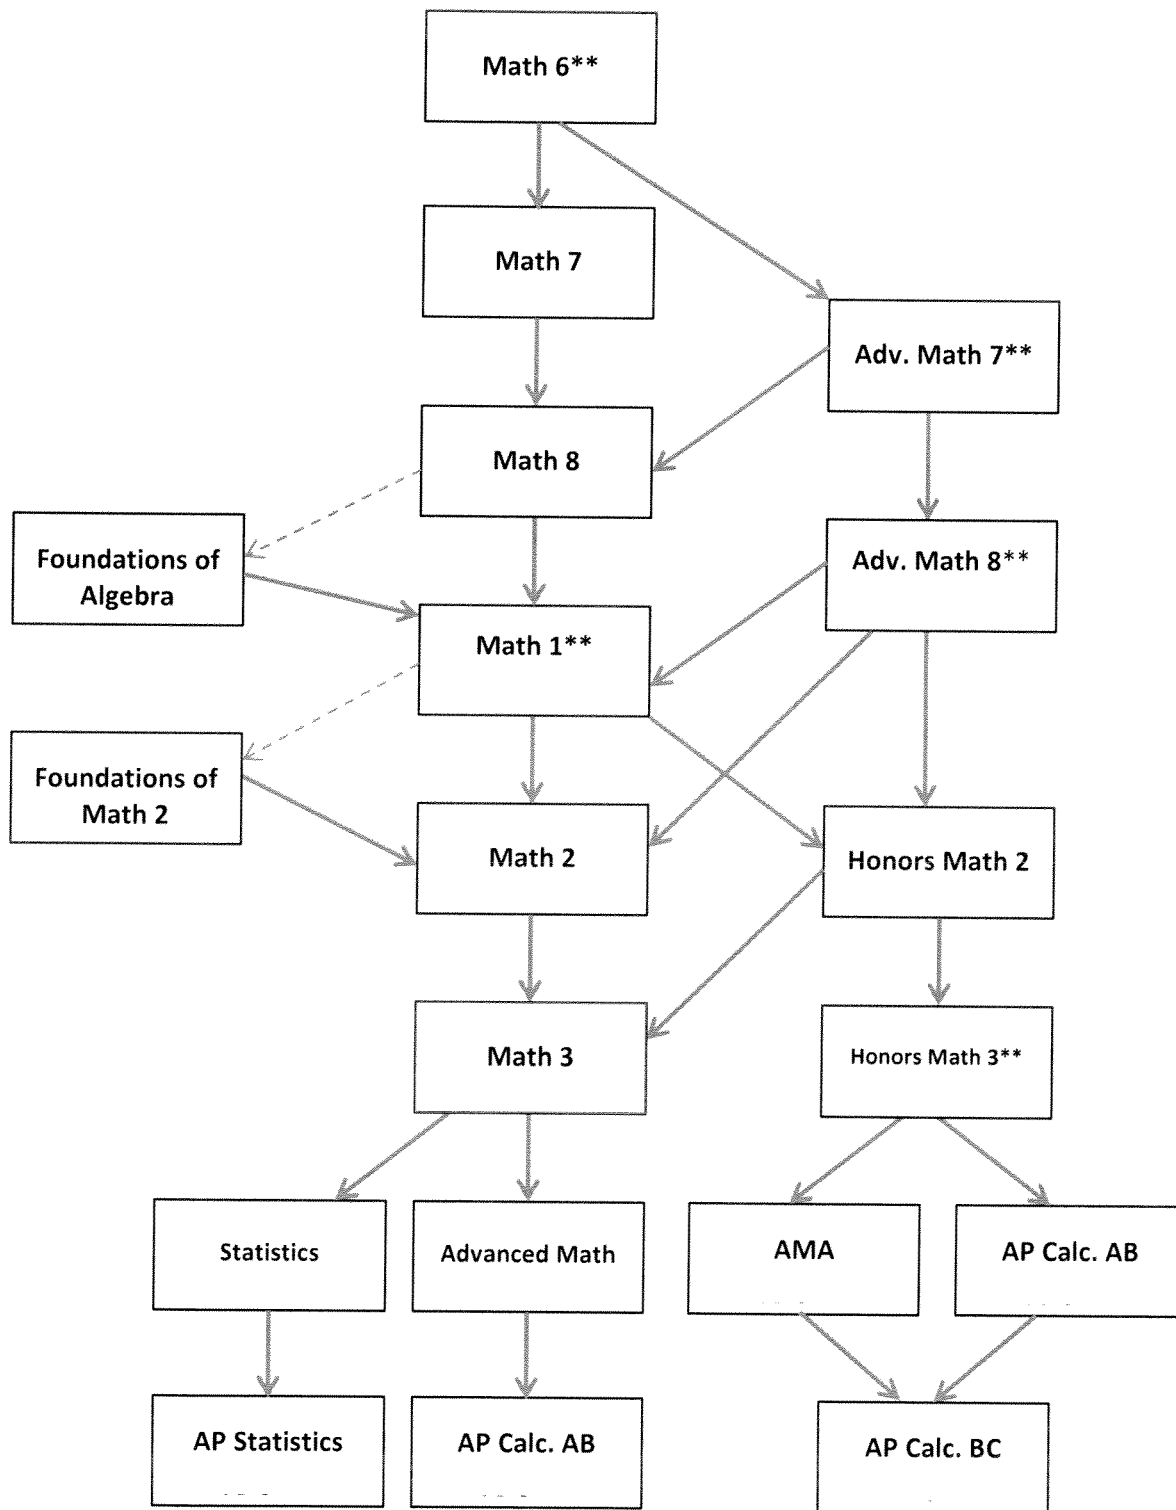 Math 6**
Math 7
Adv. Math 7**
Math 8
Foundations of
Algebra
Adv. Math 8**
Math 1**
Foundations of
Math 2
Math 2
Honors Math 2
Math 3
Honors Math 3**
Statistics
Advanced Math
AMA
AP Calc. AB
AP Statistics
AP Calc. AB
AP Calc. BC